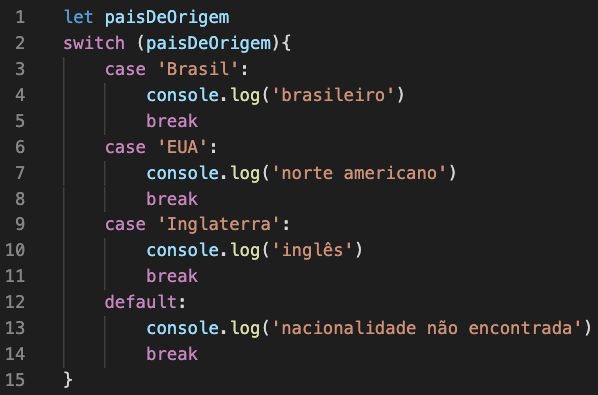 1 let paisDeOrigem
2 switch (paisDeOrigem){
3     case 'Brasil':
4         console.log('brasileiro')
5         break
6     case 'EUA':
7         console.log('norte americano')
8         break
9     case 'Inglaterra':
10         console.log('inglês')
11         break
12     default:
13         console.log('nacionalidade não encontrada')
14         break
15 }